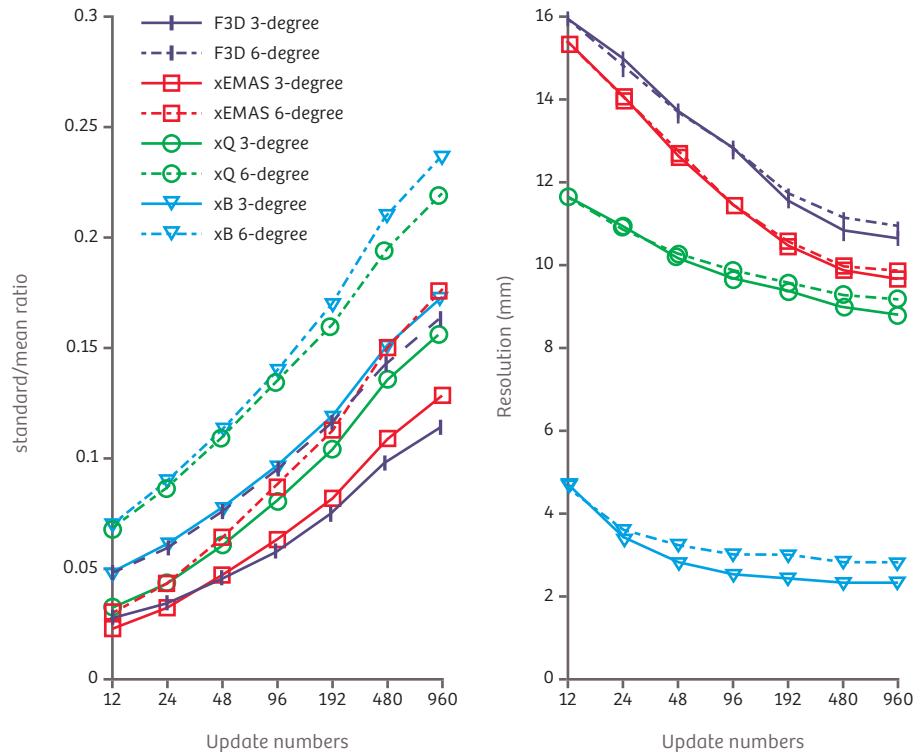 0.3
0.25
0.2
0.15
0.1
0.05
0
standard/mean ratio
F3D 3-degree
F3D 6-degree
xEMAS 3-degree
xEMAS 6-degree
xQ 3-degree
xQ 6-degree
xB 3-degree
xB 6-degree
12 24 48 96 192 480 960
Update numbers
16
14
12
10
8
6
4
2
0
Resolution (mm)
12 24 48 96 192 480 960
Update numbers